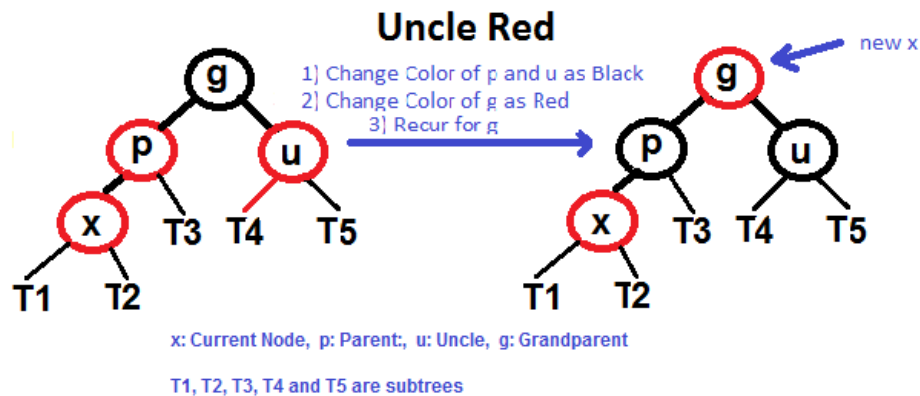 Uncle Red
new x
1) Change Color of p and u as Black
2) Change Color of g as Red
3) Recur for g
g
g
p
u
p
u
x
T3
T4
T5
x
T3
T4
T5
T1
T2
T1
T2
x: Current Node, p: Parent:, u: Uncle, g: Grandparent
T1, T2, T3, T4 and T5 are subtrees